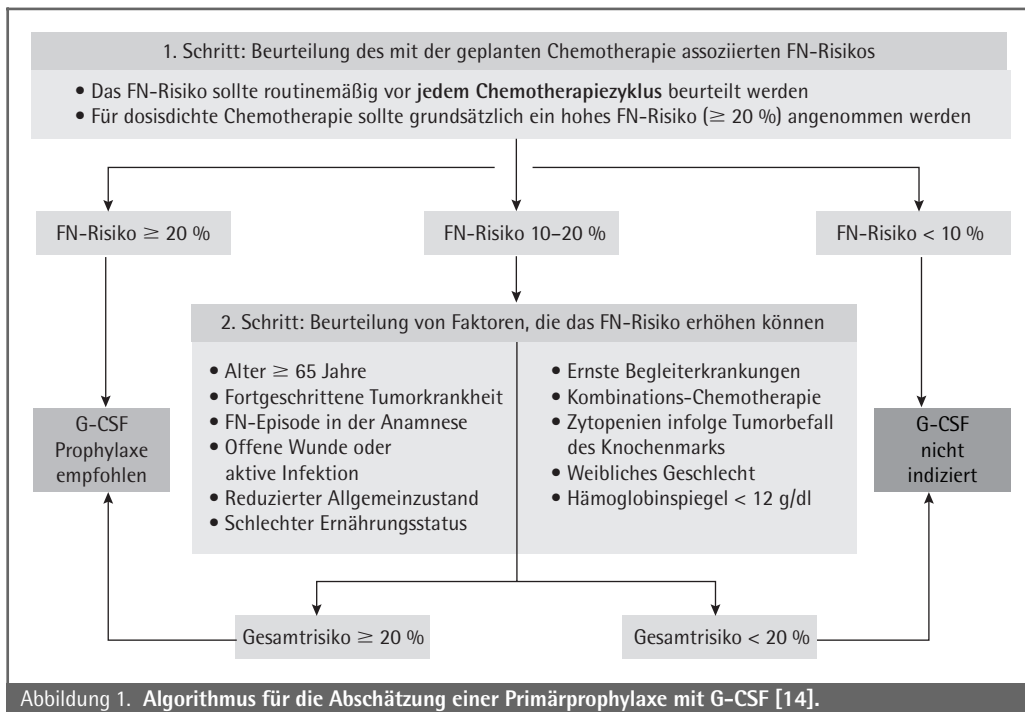 1. Schritt: Beurteilung des mit der geplanten Chemotherapie assoziierten FN-Risikos
• Das FN-Risiko sollte routinemäßig vor jedem Chemotherapiezyklus beurteilt werden
• Für dosisdichte Chemotherapie sollte grundsätzlich ein hohes FN-Risiko (≥ 20 %) angenommen werden
FN-Risiko ≥ 20 %
FN-Risiko 10–20 %
FN-Risiko < 10 %
2. Schritt: Beurteilung von Faktoren, die das FN-Risiko erhöhen können
• Alter ≥ 65 Jahre
• Fortgeschrittene Tumorkrankheit
• FN-Episode in der Anamnese
• Offene Wunde oder
aktive Infektion
• Reduzierter Allgemeinzustand
• Schlechter Ernährungsstatus
• Ernste Begleiterkrankungen
• Kombinations-Chemotherapie
• Zytopenien infolge Tumorbefall
des Knochenmarks
• Weibliches Geschlecht
• Hämoglobinspiegel < 12 g/dl
G-CSF
Prophylaxe
empfohlen
G-CSF
nicht
indiziert
Gesamtrisiko ≥ 20 %
Gesamtrisiko < 20 %
Abbildung 1. Algorithmus für die Abschätzung einer Primärprophylaxe mit G-CSF [14].